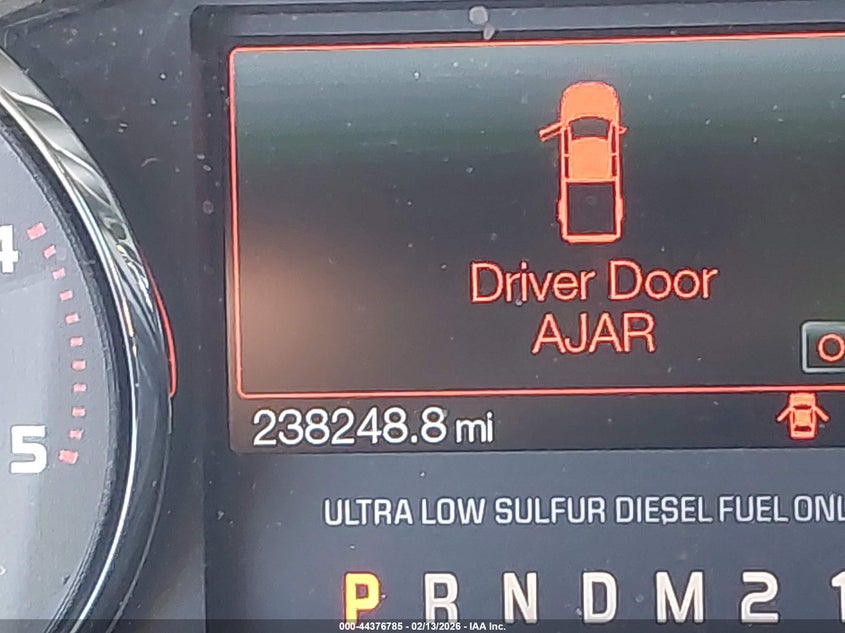 4
5
Driver Door
AJAR
O
238248.8 mi
ULTRA LOW SULFUR DIESEL FUEL ONL
P R N D M 2 1
000-44376785 - 02/13/2026 - IAA Inc.